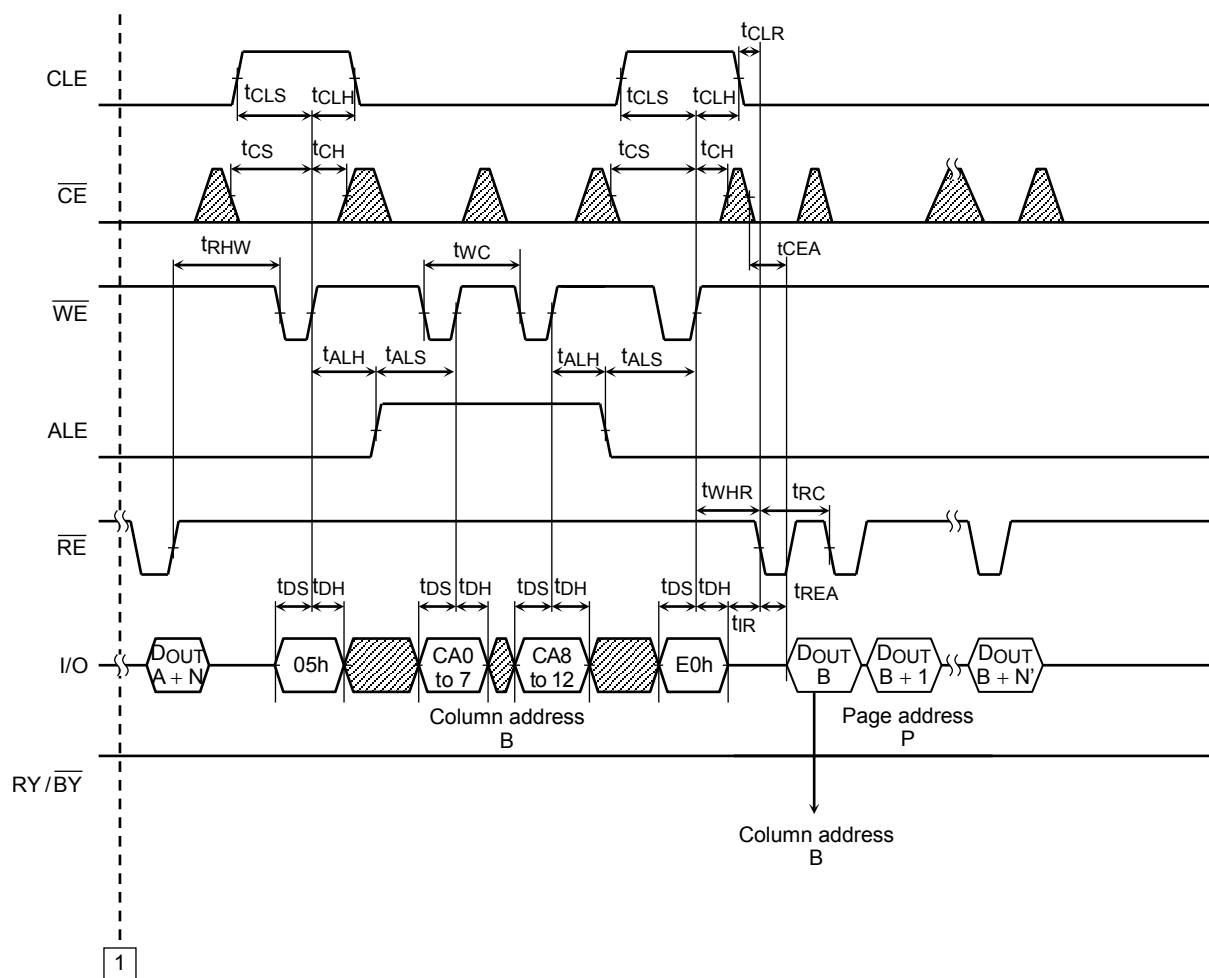 tCLR
CLE
tCLS tCLH tCLS tCLH
tCS tCH tCS tCH
CE
tRHW tWC tCEA
WE
tALH tALS tALH tALS
ALE
tWHR tRC
RE
tDS tDH tDS tDH tDS tDH tDS tDH tREA
tIR
I/O
DOUT
A + N
05h
CA0
to 7
CA8
to 12
E0h
DOUT
B
DOUT
B + 1
DOUT
B + N’
Column address
B
Page address
P
RY/BY
Column address
B
1